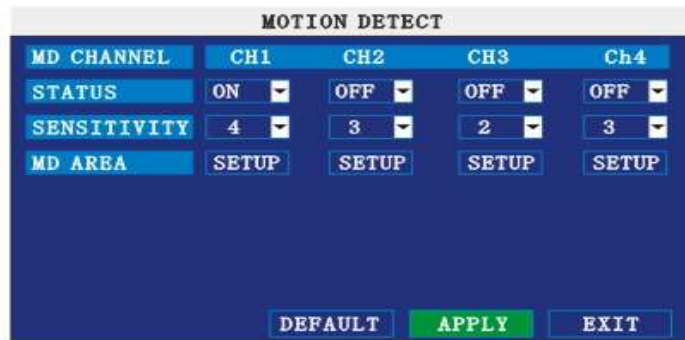 MOTION DETECT
MD CHANNEL CH1 CH2 CH3 Ch4
STATUS ON OFF OFF OFF
SENSITIVITY 4 3 2 3
MD AREA SETUP SETUP SETUP SETUP
DEFAULT APPLY EXIT